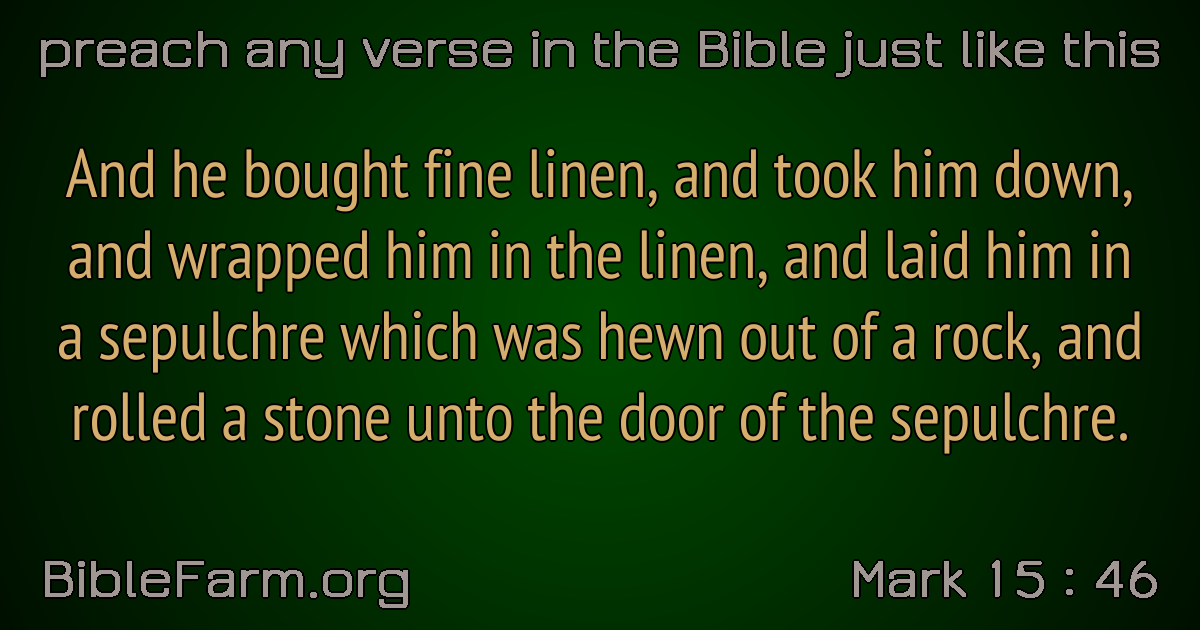 preach any verse in the Bible just like this
And he bought fine linen, and took him down,
and wrapped him in the linen, and laid him in
a sepulchre which was hewn out of a rock, and
rolled a stone unto the door of the sepulchre.
BibleFarm.org
Mark 15 : 46